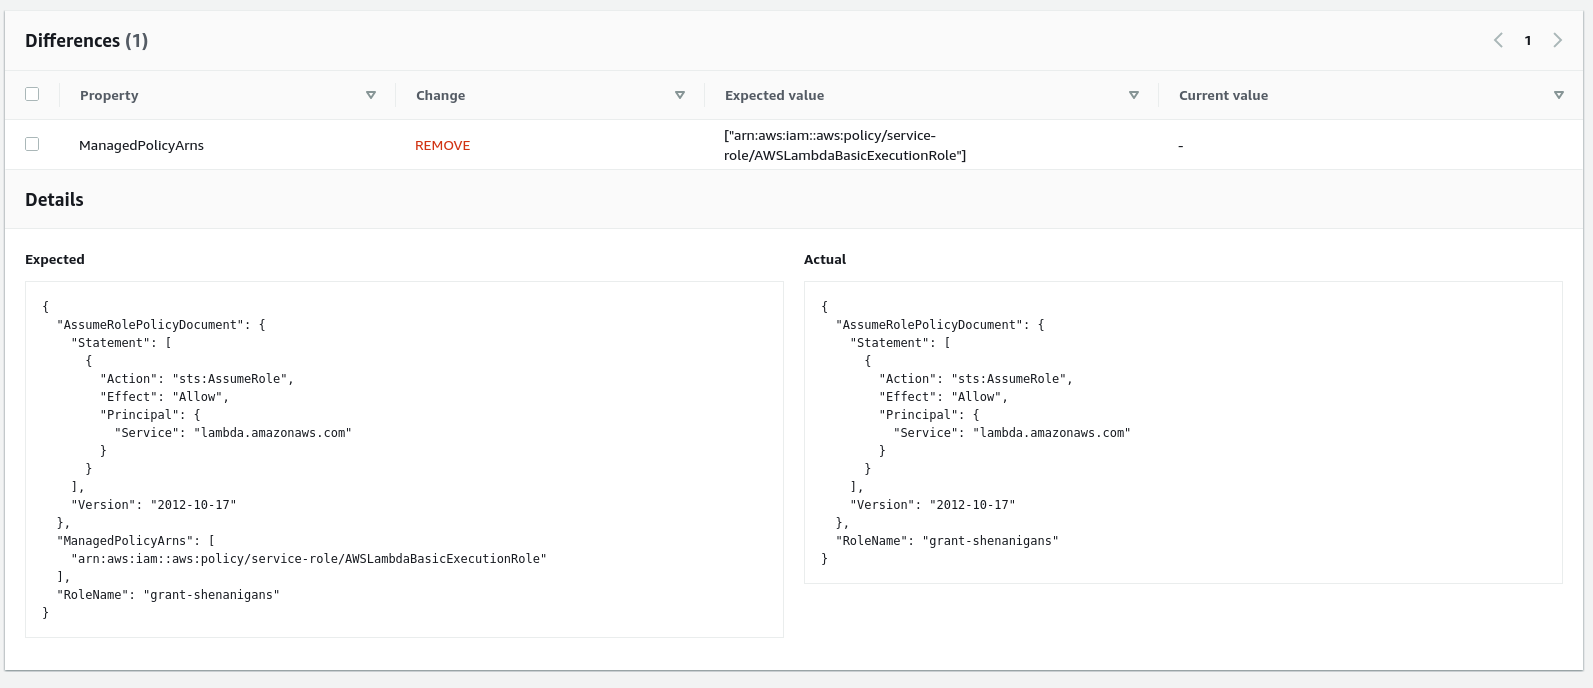 Differences (1)
1
Property
Change
Expected value
Current value
ManagedPolicyArns
REMOVE
["arn:aws:iam::aws:policy/service-
role/AWSLambdaBasicExecutionRole"]
-
Details
Expected
{
  "AssumeRolePolicyDocument": {
    "Statement": [
      {
        "Action": "sts:AssumeRole",
        "Effect": "Allow",
        "Principal": {
          "Service": "lambda.amazonaws.com"
        }
      }
    ],
    "Version": "2012-10-17"
  },
  "ManagedPolicyArns": [
    "arn:aws:iam::aws:policy/service-role/AWSLambdaBasicExecutionRole"
  ],
  "RoleName": "grant-shenanigans"
}
Actual
{
  "AssumeRolePolicyDocument": {
    "Statement": [
      {
        "Action": "sts:AssumeRole",
        "Effect": "Allow",
        "Principal": {
          "Service": "lambda.amazonaws.com"
        }
      }
    ],
    "Version": "2012-10-17"
  },
  "RoleName": "grant-shenanigans"
}